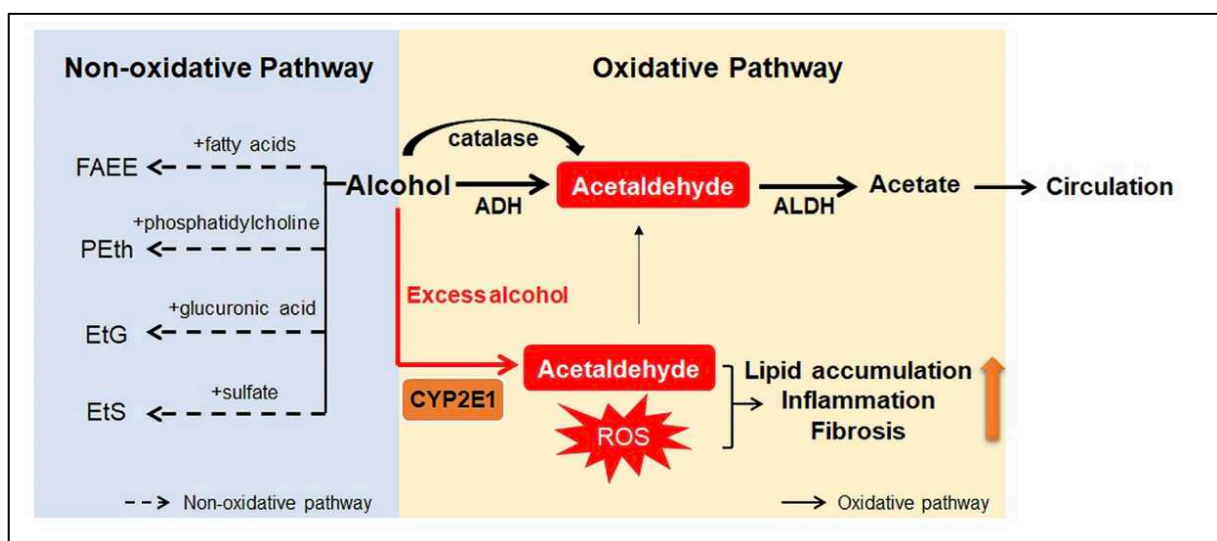 Non-oxidative Pathway
Oxidative Pathway
+fatty acids
FAEE
+phosphatidylcholine
PEth
+glucuronic acid
EtG
+sulfate
EtS
Alcohol
catalase
ADH
Acetaldehyde
ALDH
Acetate
Circulation
Excess alcohol
CYP2E1
Acetaldehyde
ROS
Lipid accumulation
Inflammation
Fibrosis
Non-oxidative pathway
Oxidative pathway